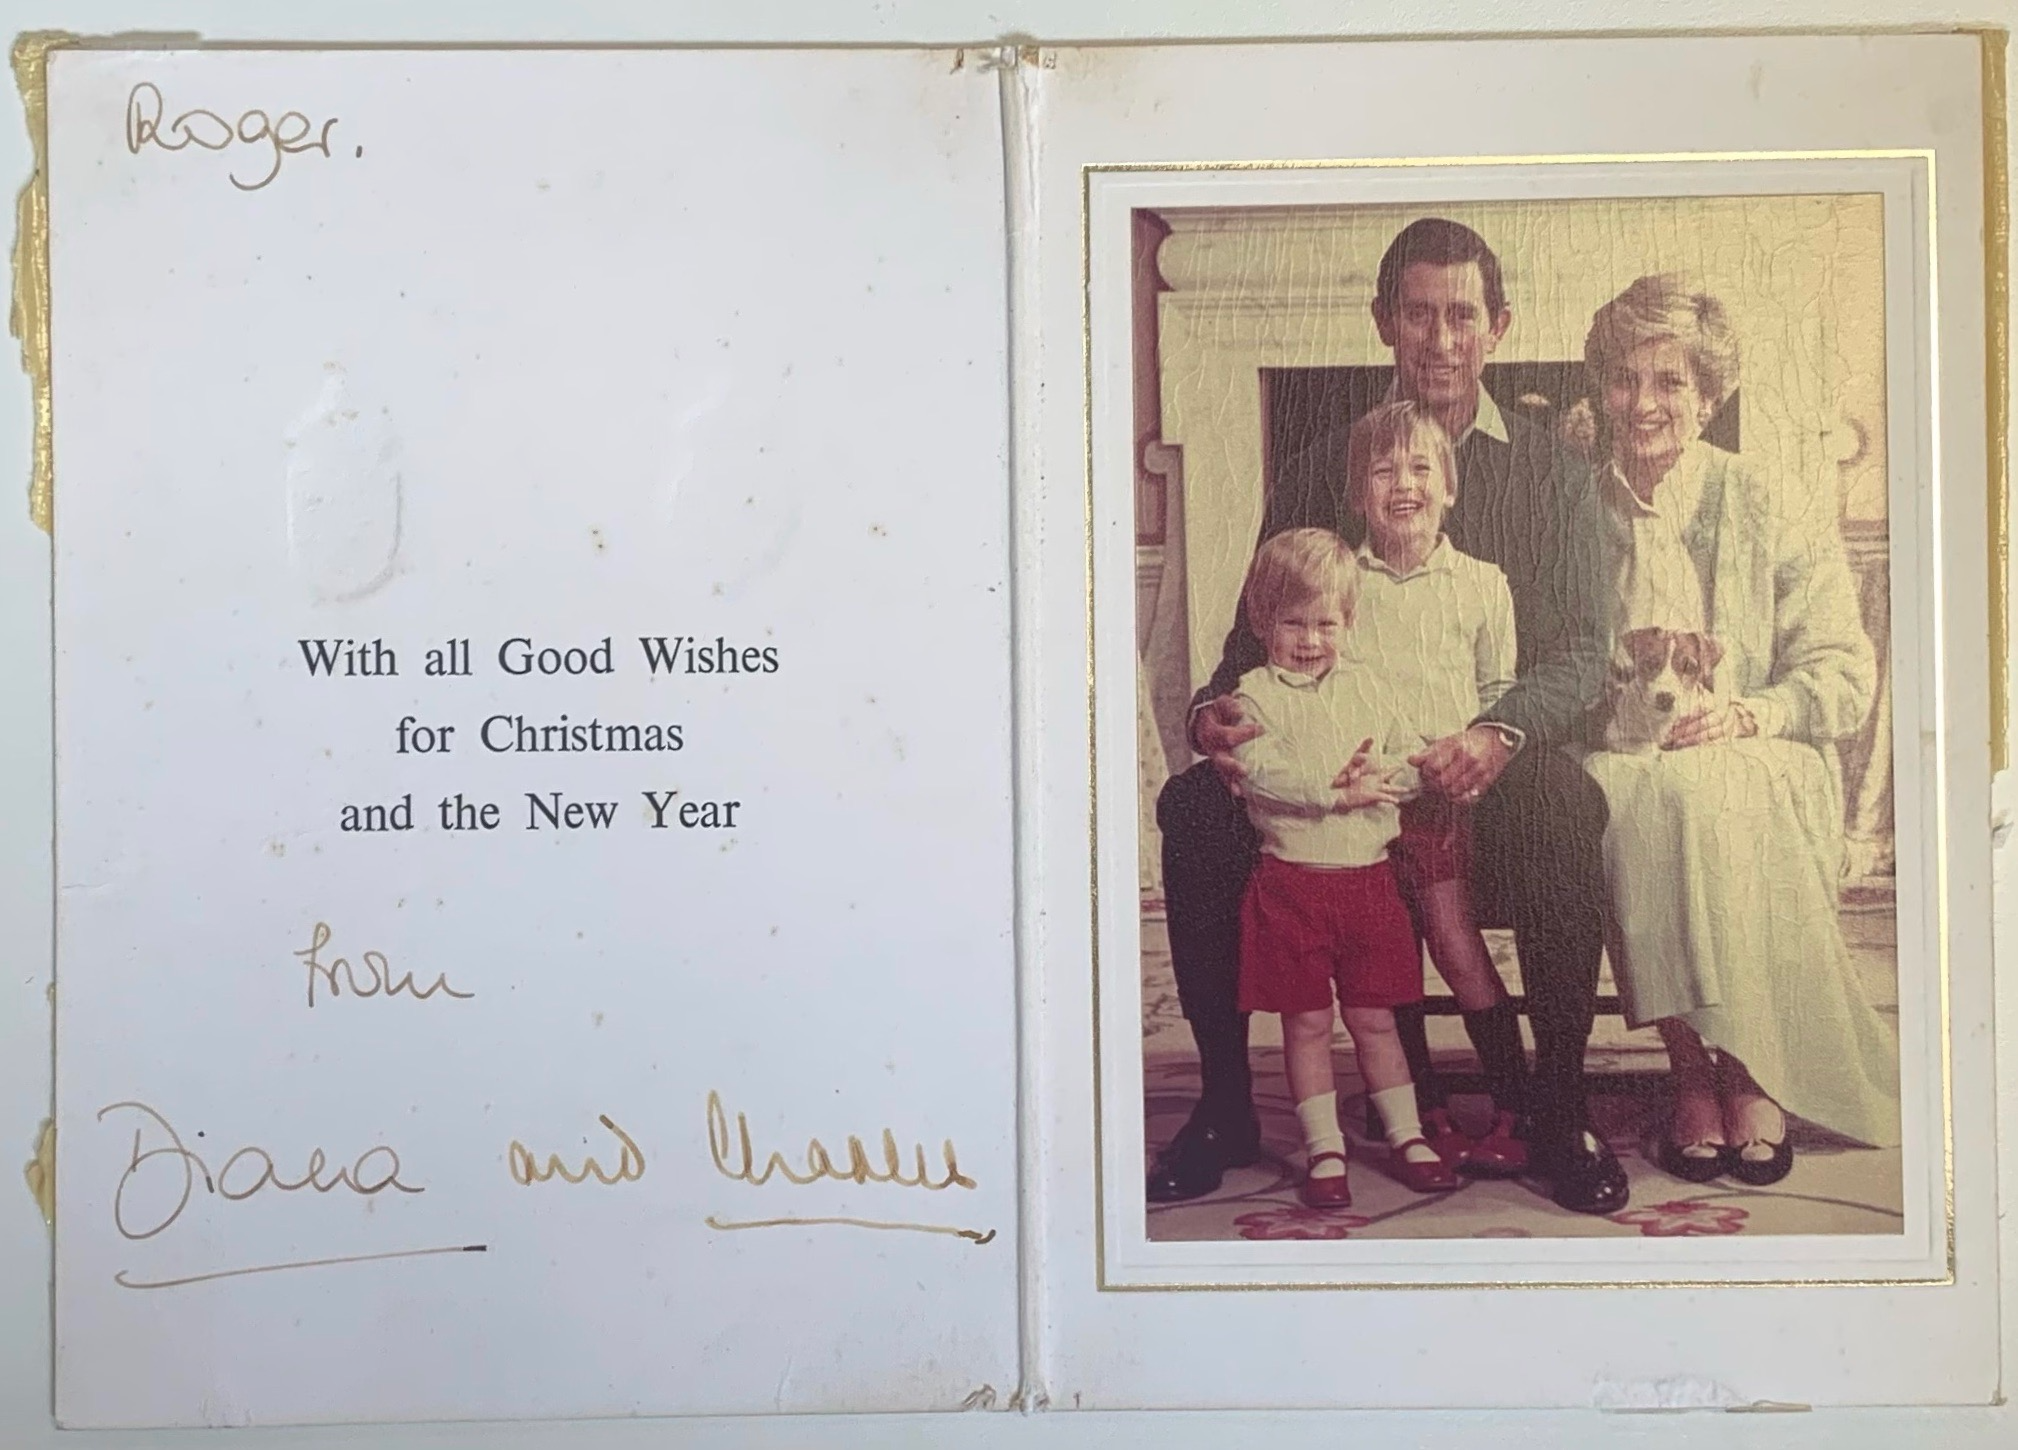 Roger.
With all Good Wishes
for Christmas
and the New Year
from
Diana and Charles